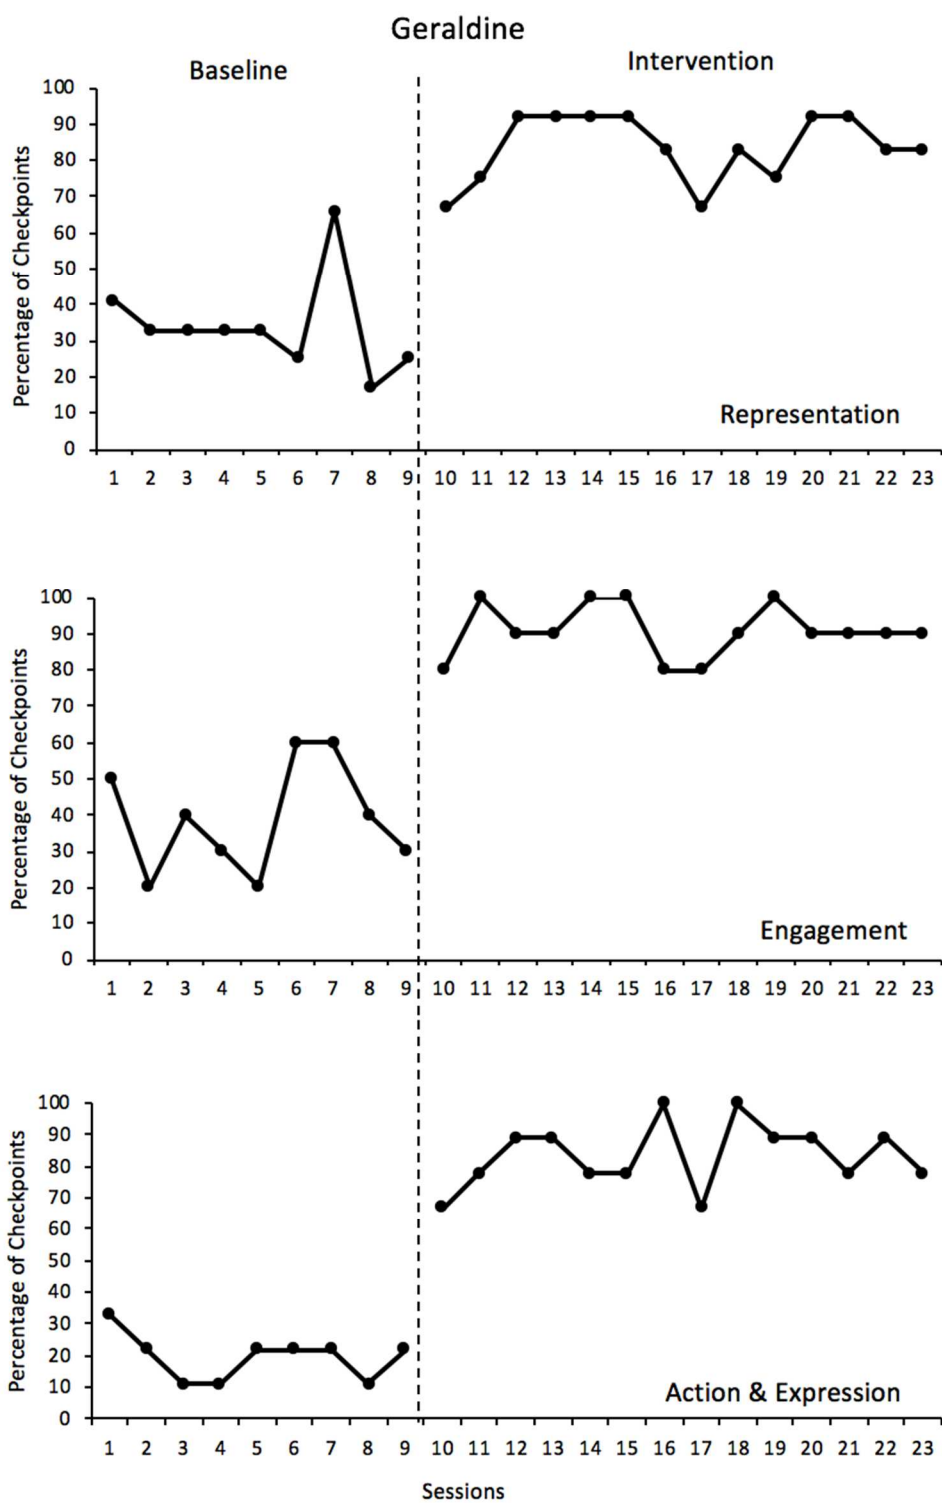 Geraldine
Baseline
Intervention
Percentage of Checkpoints
100
90
80
70
60
50
40
30
20
10
0
Representation
1 2 3 4 5 6 7 8 9 10 11 12 13 14 15 16 17 18 19 20 21 22 23
Percentage of Checkpoints
100
90
80
70
60
50
40
30
20
10
0
Engagement
1 2 3 4 5 6 7 8 9 10 11 12 13 14 15 16 17 18 19 20 21 22 23
Percentage of Checkpoints
100
90
80
70
60
50
40
30
20
10
0
Action & Expression
1 2 3 4 5 6 7 8 9 10 11 12 13 14 15 16 17 18 19 20 21 22 23
Sessions